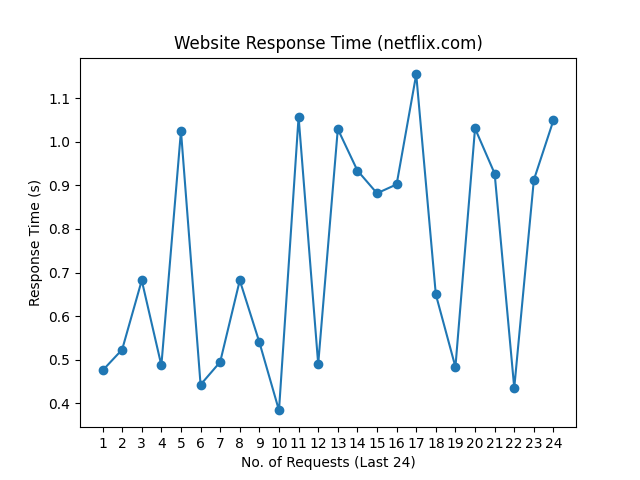 Website Response Time (netflix.com)
Response Time (s)
1.1
1.0
0.9
0.8
0.7
0.6
0.5
0.4
1 2 3 4 5 6 7 8 9 10 11 12 13 14 15 16 17 18 19 20 21 22 23 24
No. of Requests (Last 24)